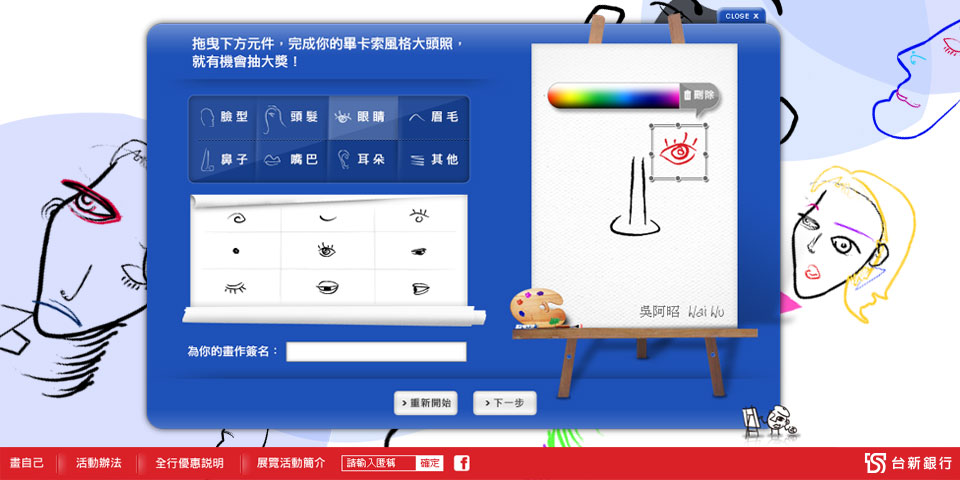 CLOSE X
拖曳下方元件，完成你的畢卡索風格大頭照，
就有機會抽大獎！
臉型 頭髮 眼睛 眉毛
鼻子 嘴巴 耳朵 其他
刪除
吳阿昭 Wai Wu
為你的畫作簽名：
重新開始 下一步
畫自己 活動辦法 全行優惠説明 展覽活動簡介 請輸入匿稱 確定 f 台新銀行